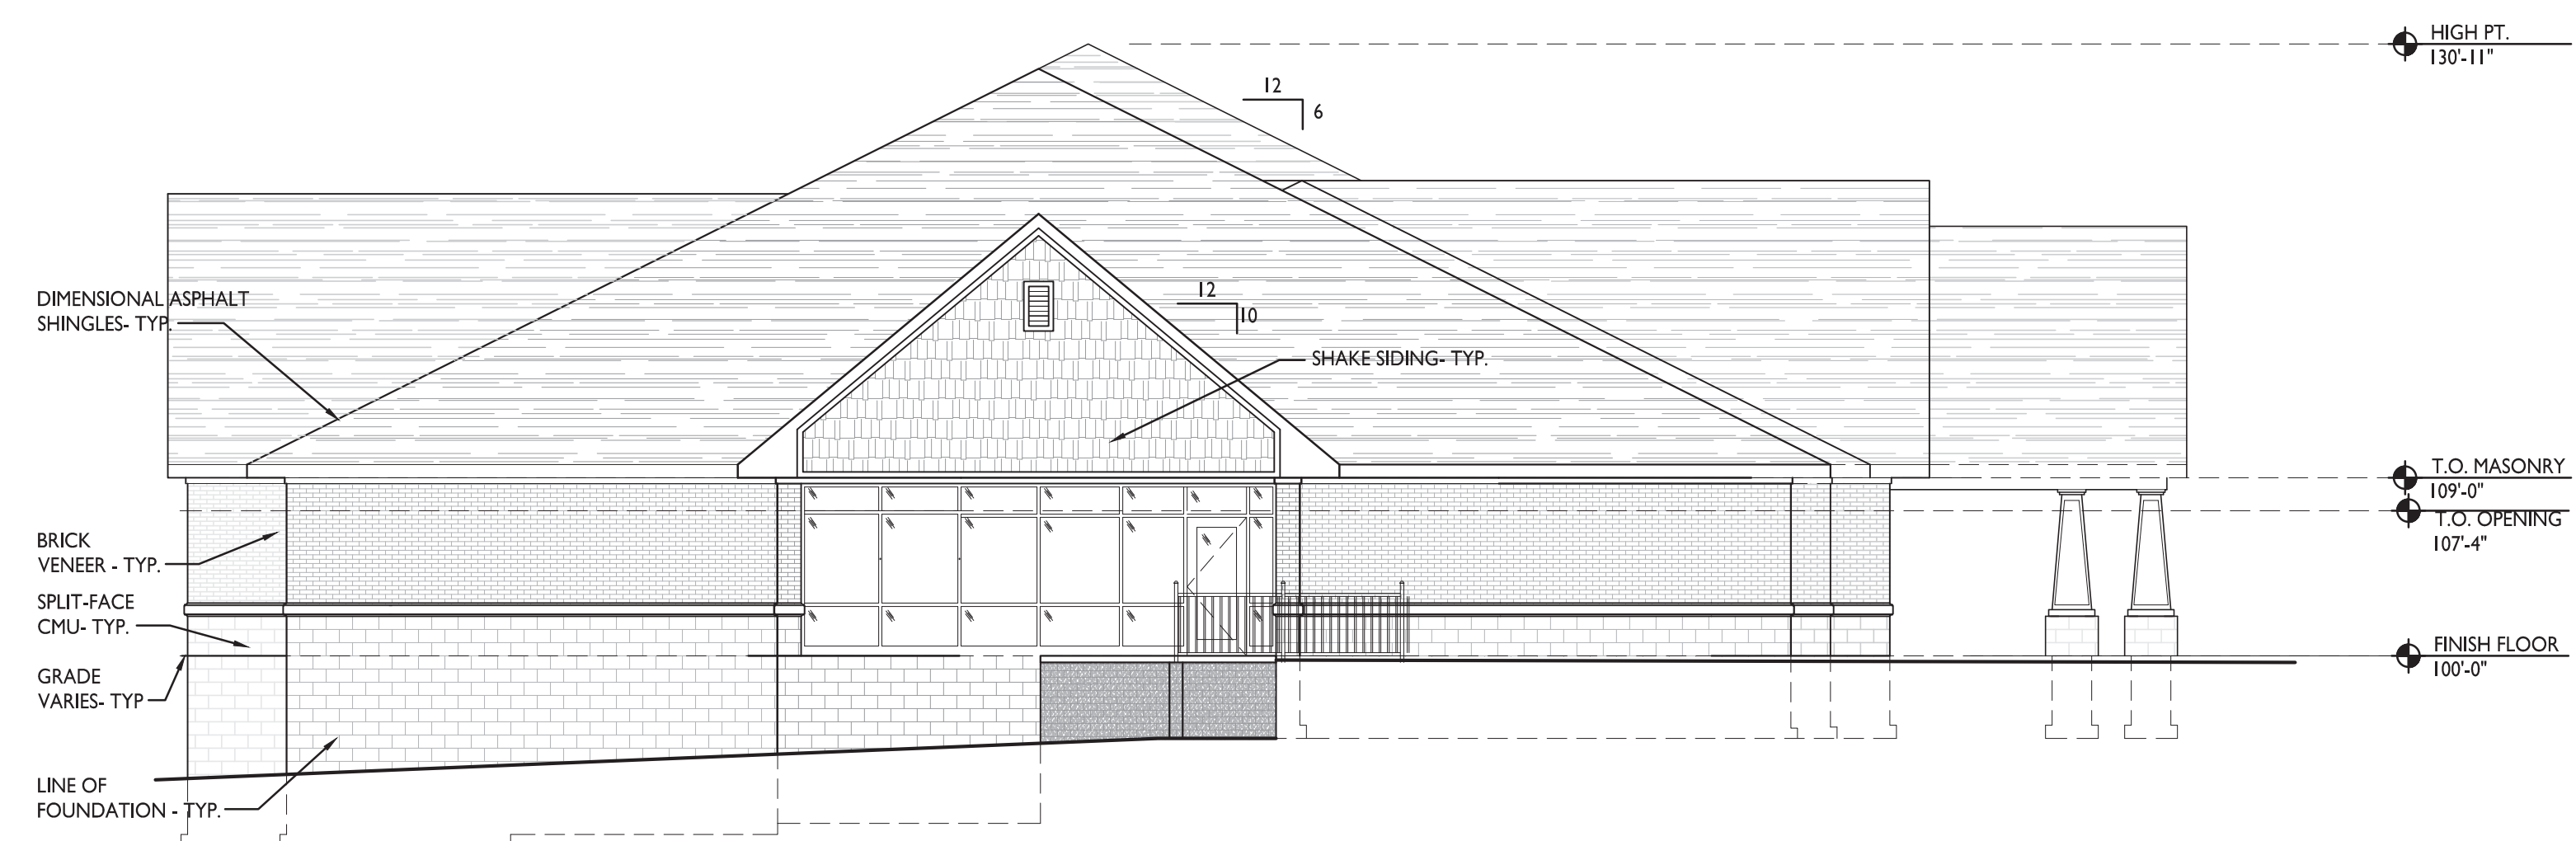 HIGH PT.
130'-11"
12
6
DIMENSIONAL ASPHALT
SHINGLES- TYP.
12
10
SHAKE SIDING- TYP.
T.O. MASONRY
109'-0"
T.O. OPENING
107'-4"
BRICK
VENEER - TYP.
SPLIT-FACE
CMU- TYP.
FINISH FLOOR
100'-0"
GRADE
VARIES- TYP
LINE OF
FOUNDATION - TYP.